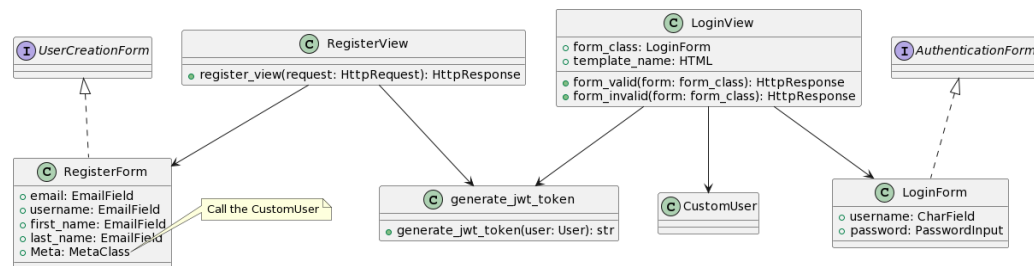 I UserCreationForm
C RegisterView
+ register_view(request: HttpRequest): HttpResponse
C LoginView
+ form_class: LoginForm
+ template_name: HTML
+ form_valid(form: form_class): HttpResponse
+ form_invalid(form: form_class): HttpResponse
I AuthenticationForm
C RegisterForm
+ email: EmailField
+ username: EmailField
+ first_name: EmailField
+ last_name: EmailField
+ Meta: MetaClass
Call the CustomUser
C generate_jwt_token
+ generate_jwt_token(user: User): str
C CustomUser
C LoginForm
+ username: CharField
+ password: PasswordInput